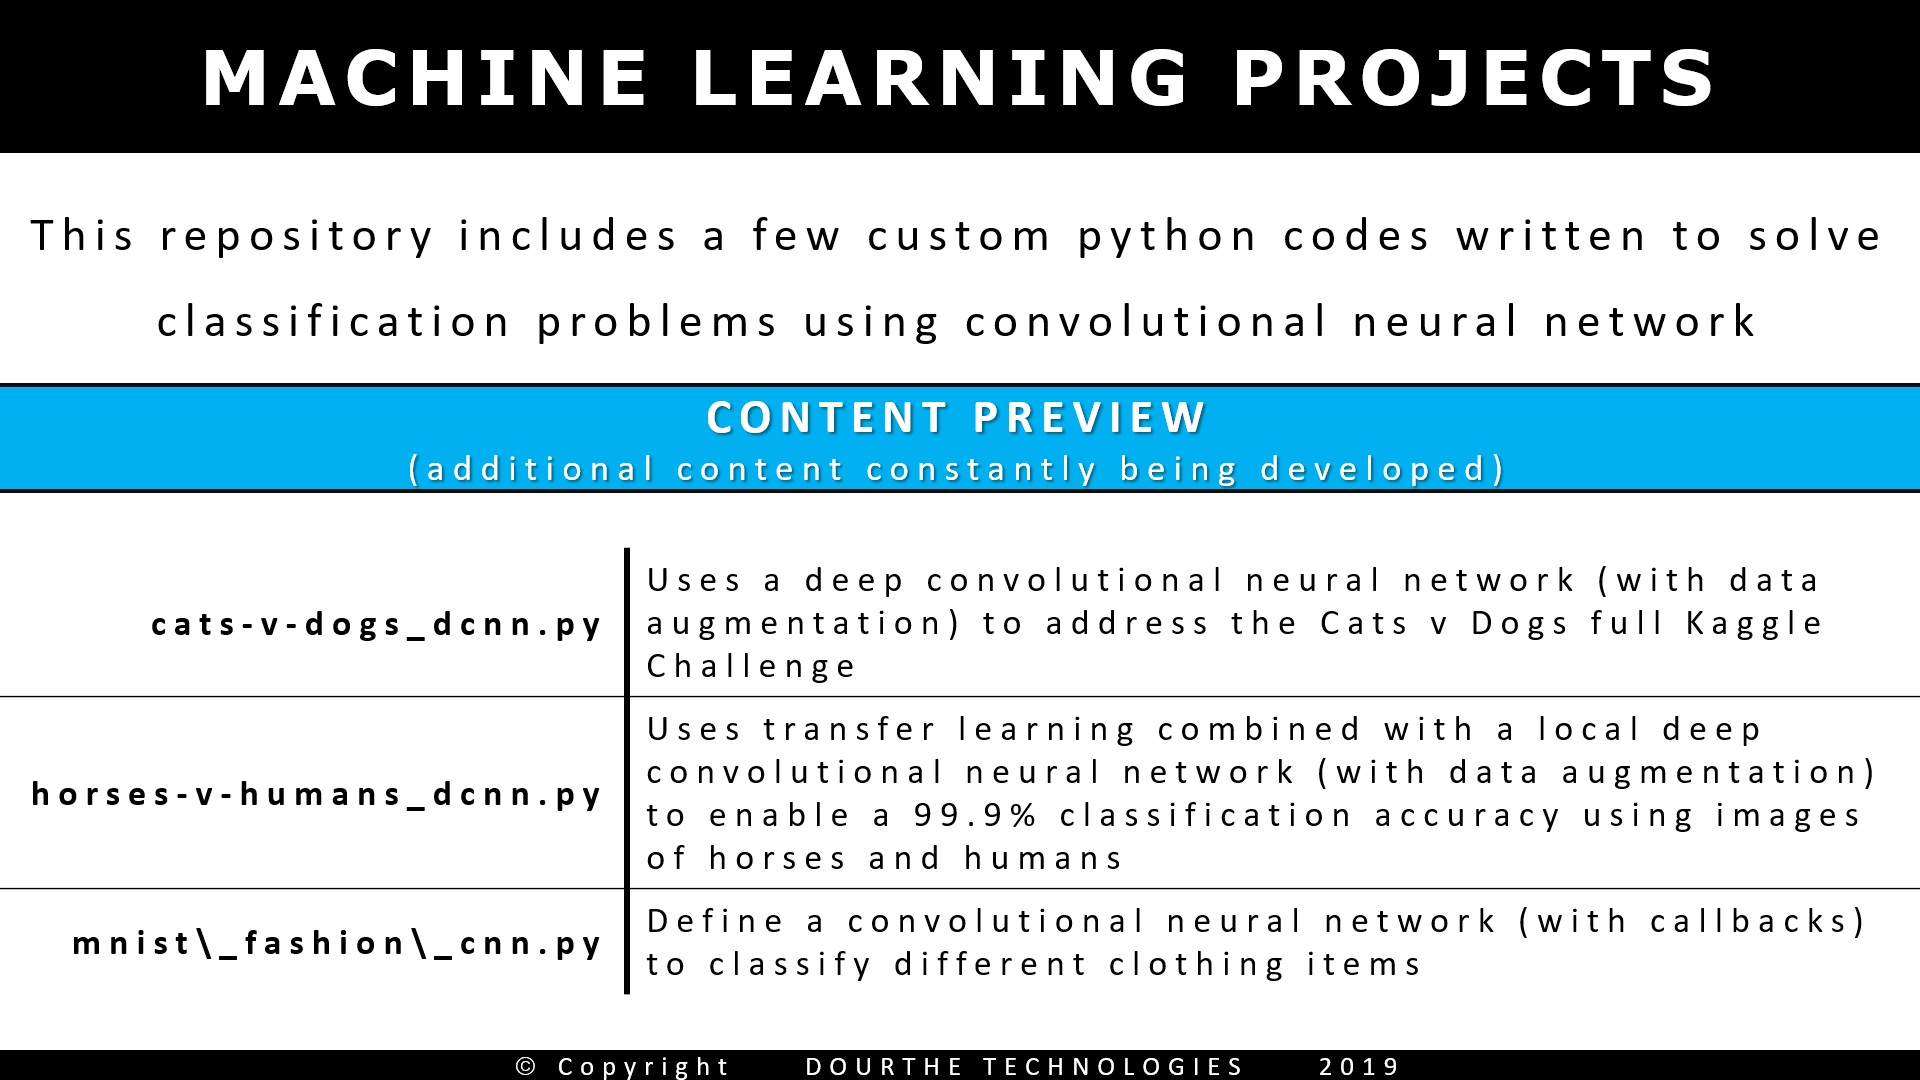 MACHINE LEARNING PROJECTS
This repository includes a few custom python codes written to solve
classification problems using convolutional neural network
CONTENT PREVIEW
(additional content constantly being developed)
cats-v-dogs_dcnn.py
Uses a deep convolutional neural network (with data
augmentation) to address the Cats v Dogs full Kaggle
Challenge
horses-v-humans_dcnn.py
Uses transfer learning combined with a local deep
convolutional neural network (with data augmentation)
to enable a 99.9% classification accuracy using images
of horses and humans
mnist\_fashion\_cnn.py
Define a convolutional neural network (with callbacks)
to classify different clothing items
© Copyright DOURTHE TECHNOLOGIES 2019